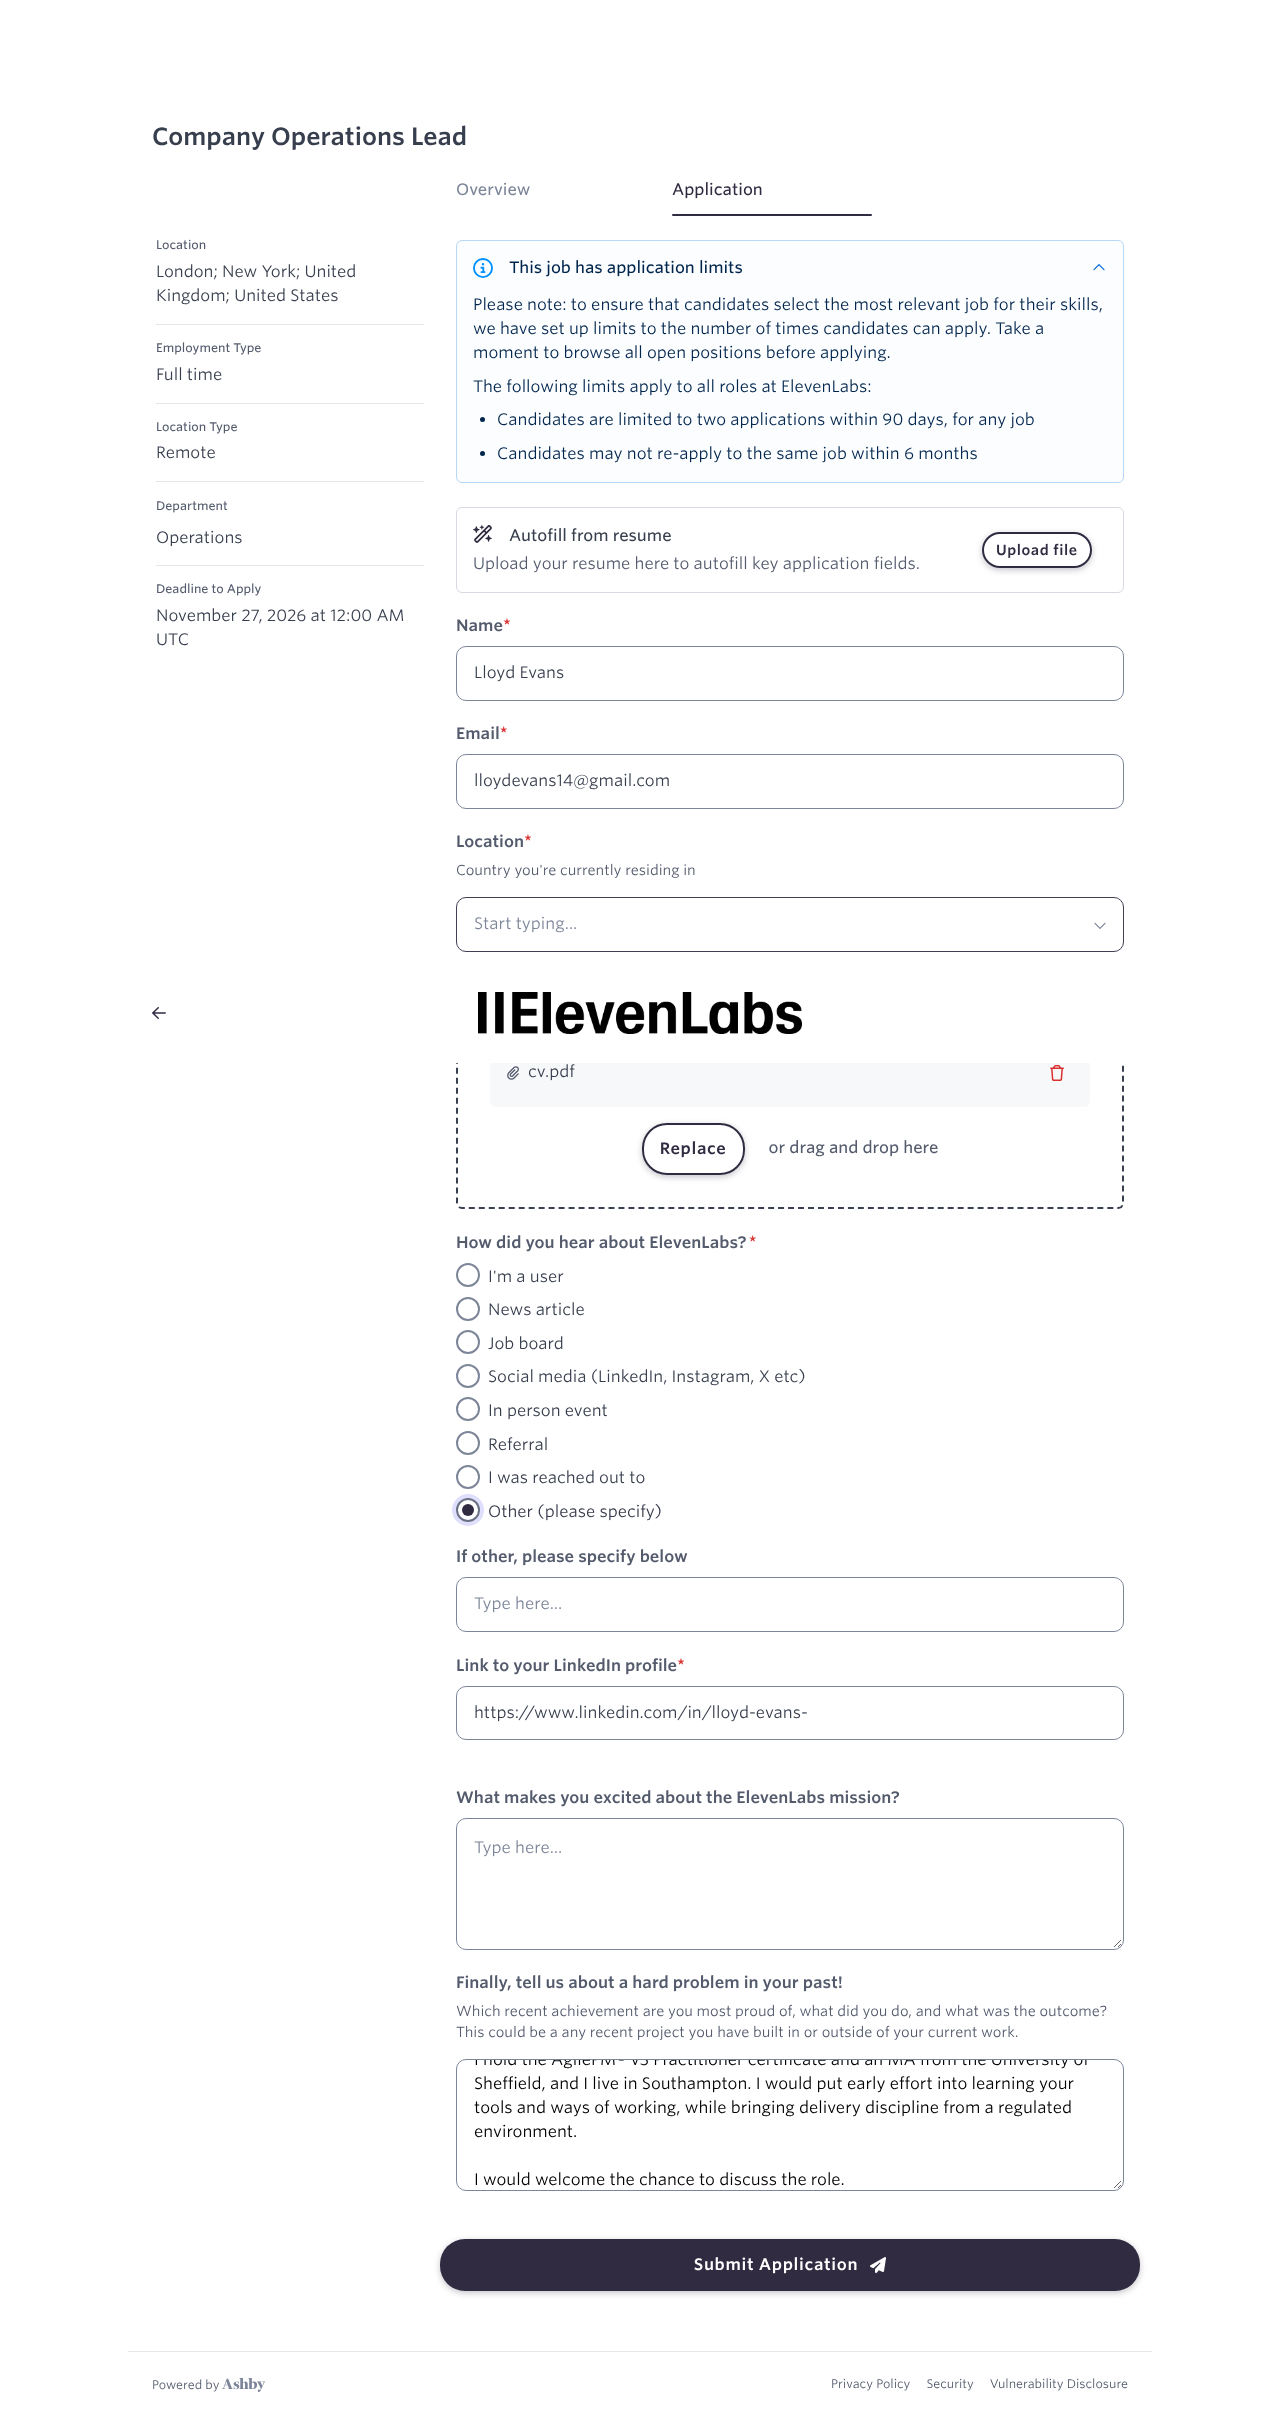 Company Operations Lead
Overview
Application
Location
London; New York; United
Kingdom; United States
Employment Type
Full time
Location Type
Remote
Department
Operations
Deadline to Apply
November 27, 2026 at 12:00 AM
UTC
This job has application limits
Please note: to ensure that candidates select the most relevant job for their skills,
we have set up limits to the number of times candidates can apply. Take a
moment to browse all open positions before applying.
The following limits apply to all roles at ElevenLabs:
• Candidates are limited to two applications within 90 days, for any job
• Candidates may not re-apply to the same job within 6 months
Autofill from resume
Upload your resume here to autofill key application fields.
Upload file
Name*
Lloyd Evans
Email*
lloydevans14@gmail.com
Location*
Country you're currently residing in
Start typing...
IIElevenLabs
cv.pdf
Replace
or drag and drop here
How did you hear about ElevenLabs?*
I'm a user
News article
Job board
Social media (LinkedIn, Instagram, X etc)
In person event
Referral
I was reached out to
Other (please specify)
If other, please specify below
Type here...
Link to your LinkedIn profile*
https://www.linkedin.com/in/lloyd-evans-
What makes you excited about the ElevenLabs mission?
Type here...
Finally, tell us about a hard problem in your past!
Which recent achievement are you most proud of, what did you do, and what was the outcome?
This could be a any recent project you have built in or outside of your current work.
I hold the AgilePM® v3 Practitioner certificate and an MA from the University of
Sheffield, and I live in Southampton. I would put early effort into learning your
tools and ways of working, while bringing delivery discipline from a regulated
environment.
I would welcome the chance to discuss the role.
Submit Application
Powered by Ashby
Privacy Policy
Security
Vulnerability Disclosure